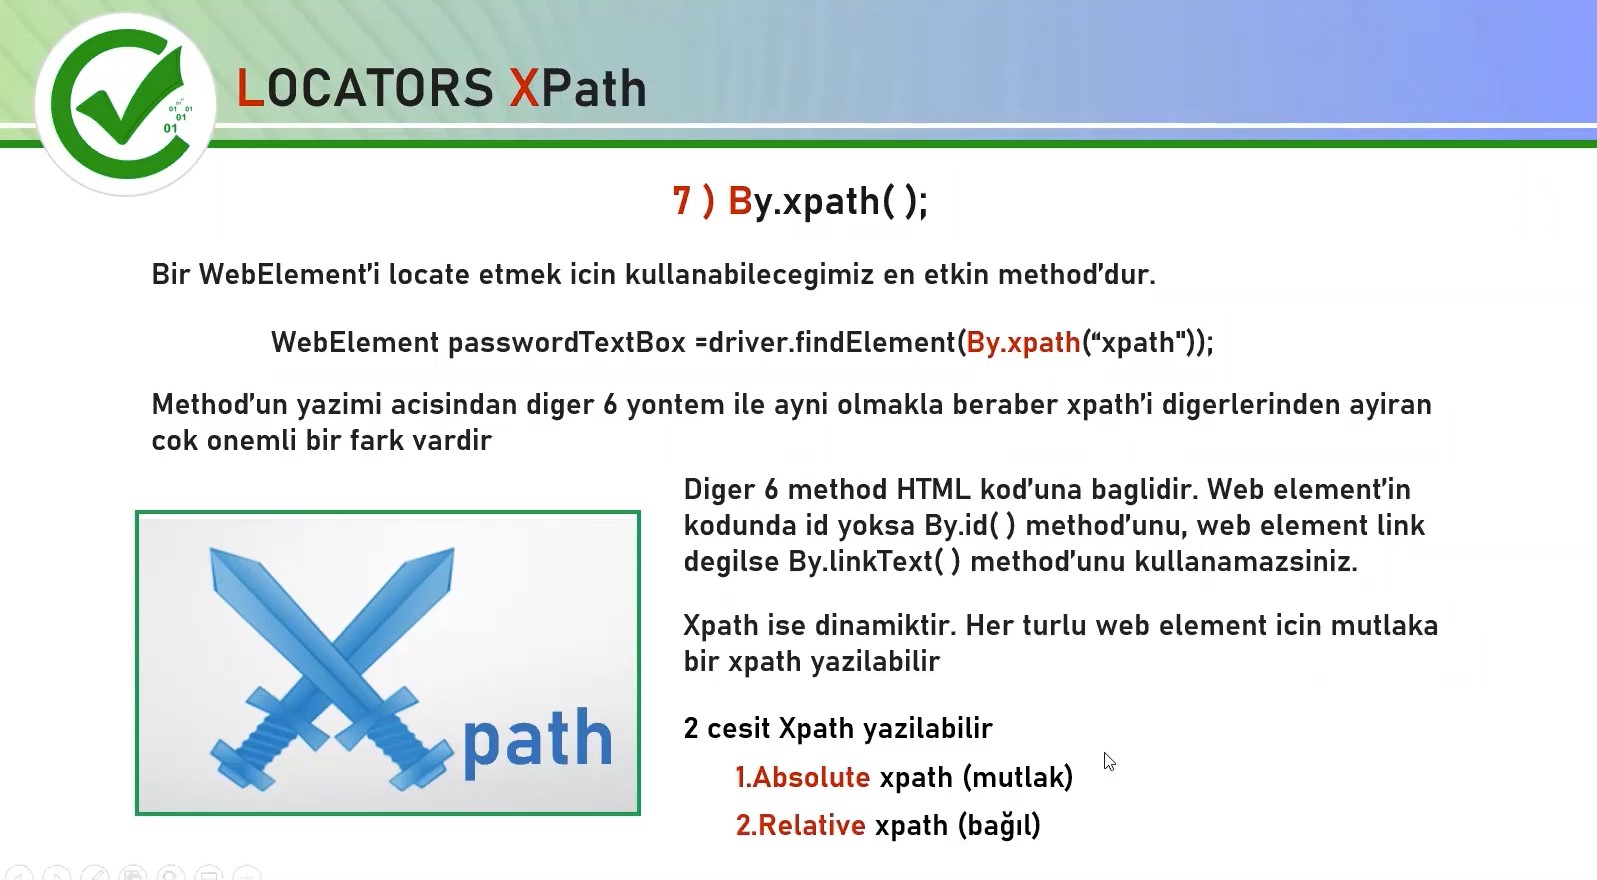 LOCATORS XPath
01
01 01
01
01
7 ) By.xpath( );
Bir WebElement’i locate etmek icin kullanabilecegimiz en etkin method’dur.
WebElement passwordTextBox =driver.findElement(By.xpath(“xpath"));
Method’un yazimi acisindan diger 6 yontem ile ayni olmakla beraber xpath’i digerlerinden ayiran
cok onemli bir fark vardir
Diger 6 method HTML kod’una baglidir. Web element’in
kodunda id yoksa By.id( ) method’unu, web element link
degilse By.linkText( ) method’unu kullanamazsiniz.
Xpath ise dinamiktir. Her turlu web element icin mutlaka
bir xpath yazilabilir
path
2 cesit Xpath yazilabilir
1.Absolute xpath (mutlak)
2.Relative xpath (bağıl)